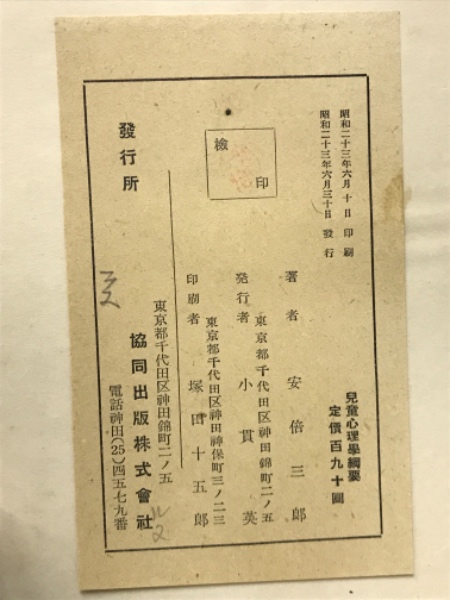 昭和二十三年六月十日 印刷
昭和二十三年六月三十日 發行
兒童心理學綱要
定價百九十圓
著者 安倍三郎
東京都千代田区神田錦町二ノ五
発行者 小貫英
東京都千代田区神田神保町三ノ二三
印刷者 塚田十五郎
檢印
發行所
東京都千代田区神田錦町二ノ五
協同出版株式會社
電話神田(25)四五七九番